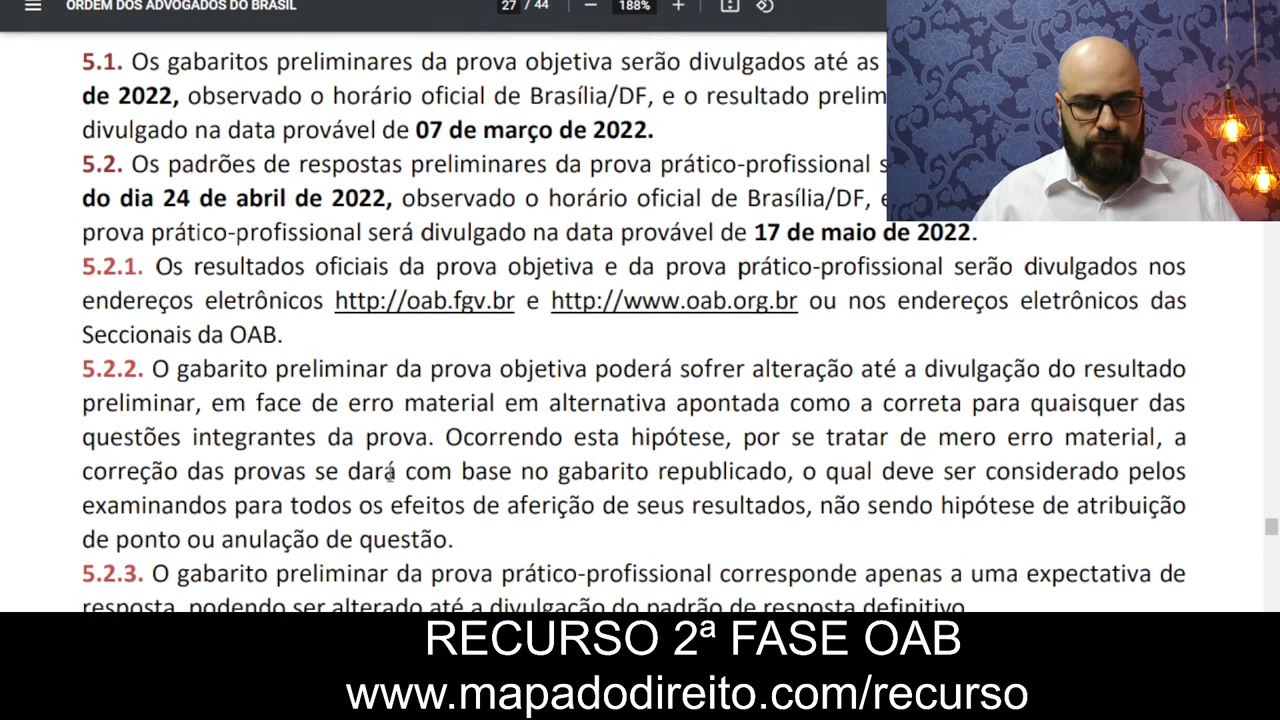 ORDEM DOS ADVOGADOS DO BRASIL
27 / 44
188%
5.1. Os gabaritos preliminares da prova objetiva serão divulgados até as
de 2022, observado o horário oficial de Brasília/DF, e o resultado prelim
divulgado na data provável de 07 de março de 2022.
5.2. Os padrões de respostas preliminares da prova prático-profissional s
do dia 24 de abril de 2022, observado o horário oficial de Brasília/DF, e
prova prático-profissional será divulgado na data provável de 17 de maio de 2022.
5.2.1. Os resultados oficiais da prova objetiva e da prova prático-profissional serão divulgados nos
endereços eletrônicos http://oab.fgv.br e http://www.oab.org.br ou nos endereços eletrônicos das
Seccionais da OAB.
5.2.2. O gabarito preliminar da prova objetiva poderá sofrer alteração até a divulgação do resultado
preliminar, em face de erro material em alternativa apontada como a correta para quaisquer das
questões integrantes da prova. Ocorrendo esta hipótese, por se tratar de mero erro material, a
correção das provas se dará com base no gabarito republicado, o qual deve ser considerado pelos
examinandos para todos os efeitos de aferição de seus resultados, não sendo hipótese de atribuição
de ponto ou anulação de questão.
5.2.3. O gabarito preliminar da prova prático-profissional corresponde apenas a uma expectativa de
resposta, podendo ser alterado até a divulgação do padrão de resposta definitivo.
RECURSO 2ª FASE OAB
www.mapadodireito.com/recurso